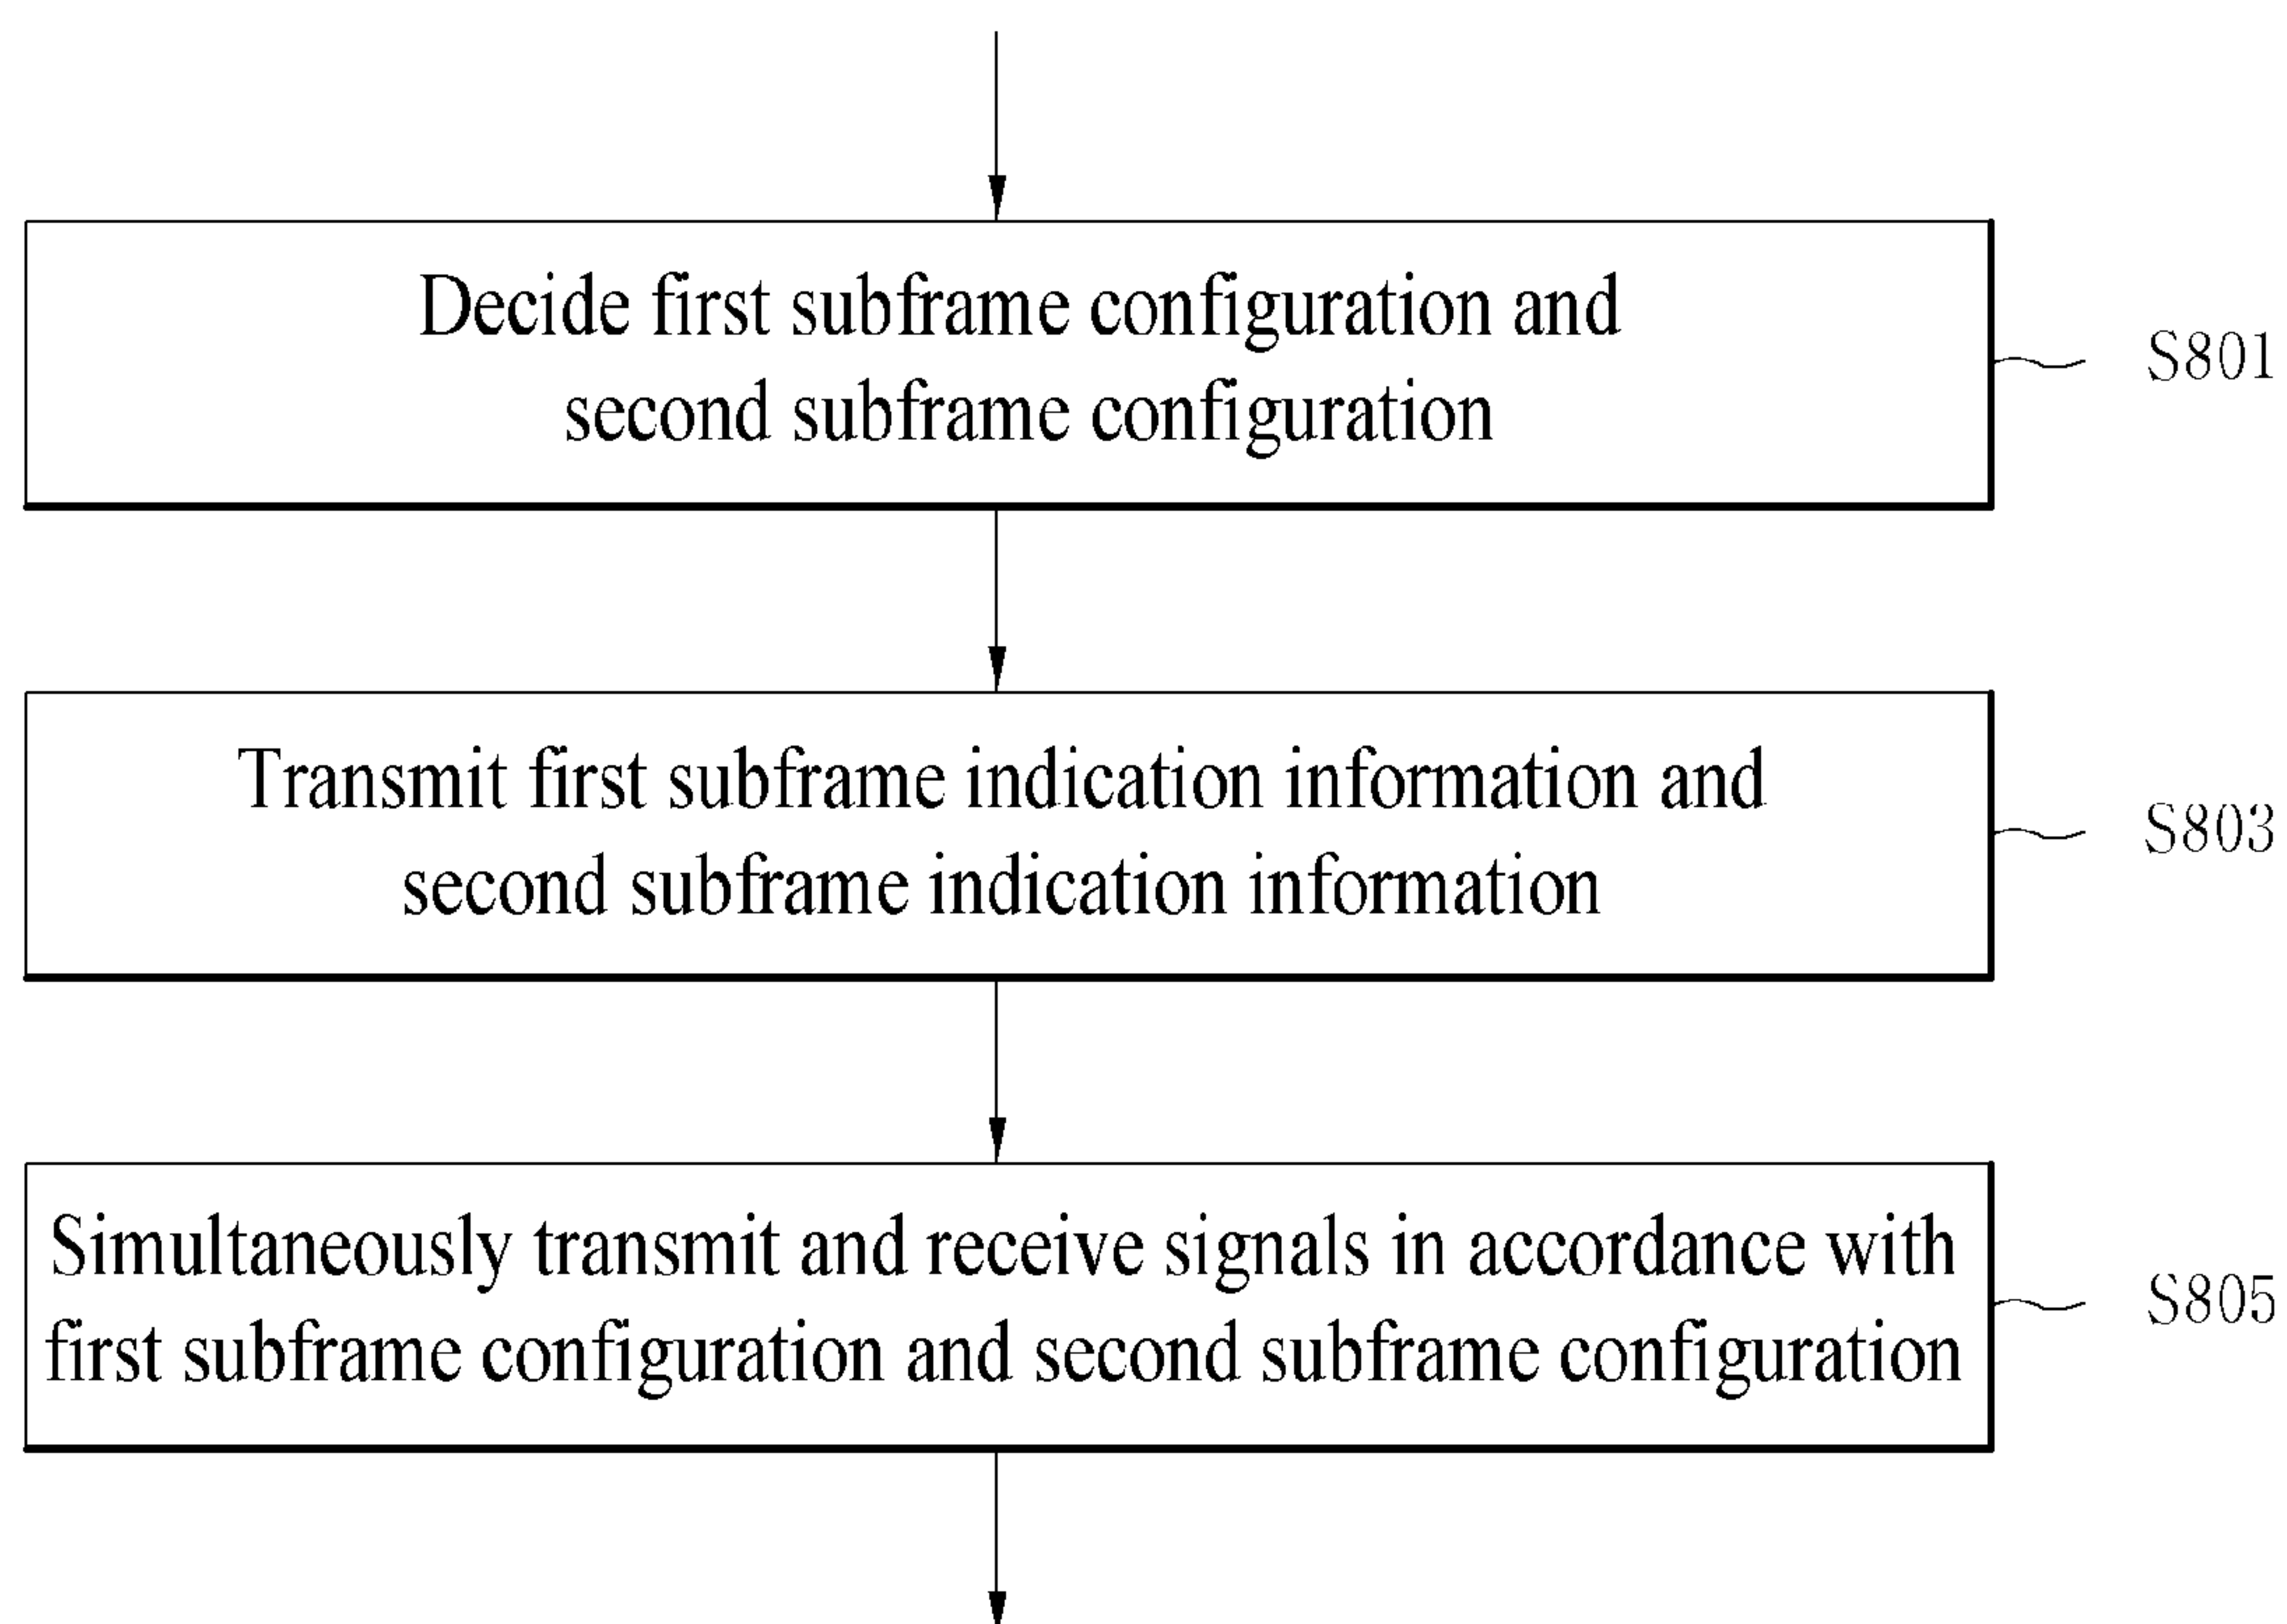 Decide first subframe configuration and
second subframe configuration
S801
Transmit first subframe indication information and
second subframe indication information
S803
Simultaneously transmit and receive signals in accordance with
first subframe configuration and second subframe configuration
S805